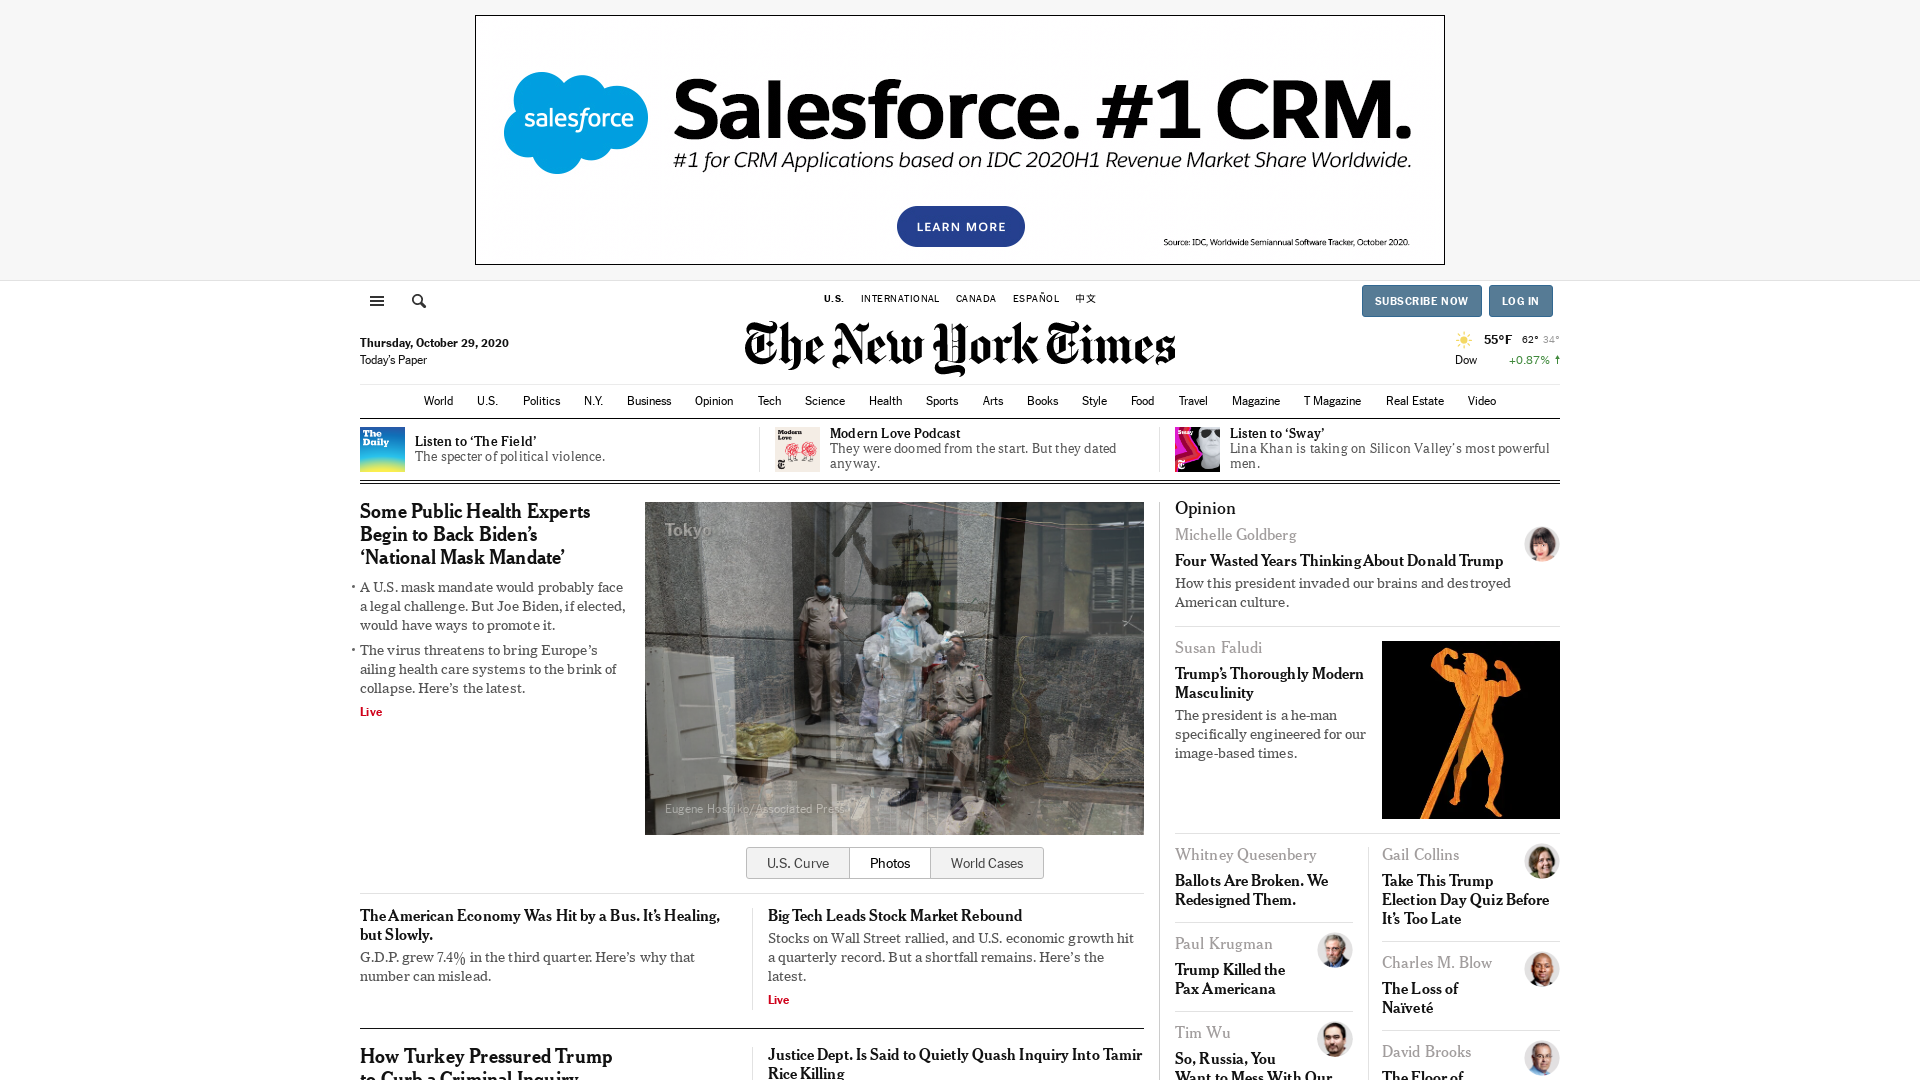 salesforce
Salesforce. #1 CRM.
#1 for CRM Applications based on IDC 2020H1 Revenue Market Share Worldwide.
LEARN MORE
Source: IDC, Worldwide Semiannual Software Tracker, October 2020.
U.S. INTERNATIONAL CANADA ESPAÑOL 中文
SUBSCRIBE NOW LOG IN
The New York Times
Thursday, October 29, 2020
Today's Paper
55°F 62° 34°
Dow +0.87% ↑
World U.S. Politics N.Y. Business Opinion Tech Science Health Sports Arts Books Style Food Travel Magazine T Magazine Real Estate Video
The Daily
Listen to ‘The Field’
The specter of political violence.
Modern Love
Modern Love Podcast
They were doomed from the start. But they dated
anyway.
Sway
Listen to ‘Sway’
Lina Khan is taking on Silicon Valley’s most powerful
men.
Some Public Health Experts
Begin to Back Biden’s
‘National Mask Mandate’
• A U.S. mask mandate would probably face
a legal challenge. But Joe Biden, if elected,
would have ways to promote it.
• The virus threatens to bring Europe’s
ailing health care systems to the brink of
collapse. Here’s the latest.
Live
Tokyo
Eugene Hoshiko/Associated Press
U.S. Curve Photos World Cases
The American Economy Was Hit by a Bus. It’s Healing,
but Slowly.
G.D.P. grew 7.4% in the third quarter. Here’s why that
number can mislead.
Big Tech Leads Stock Market Rebound
Stocks on Wall Street rallied, and U.S. economic growth hit
a quarterly record. But a shortfall remains. Here’s the
latest.
Live
How Turkey Pressured Trump
to Curb a Criminal Inquiry
Justice Dept. Is Said to Quietly Quash Inquiry Into Tamir
Rice Killing
Opinion
Michelle Goldberg
Four Wasted Years Thinking About Donald Trump
How this president invaded our brains and destroyed
American culture.
Susan Faludi
Trump’s Thoroughly Modern
Masculinity
The president is a he-man
specifically engineered for our
image-based times.
Whitney Quesenbery
Ballots Are Broken. We
Redesigned Them.
Paul Krugman
Trump Killed the
Pax Americana
Tim Wu
So, Russia, You
Want to Mess With Our
Gail Collins
Take This Trump
Election Day Quiz Before
It’s Too Late
Charles M. Blow
The Loss of
Naïveté
David Brooks
The Floor of